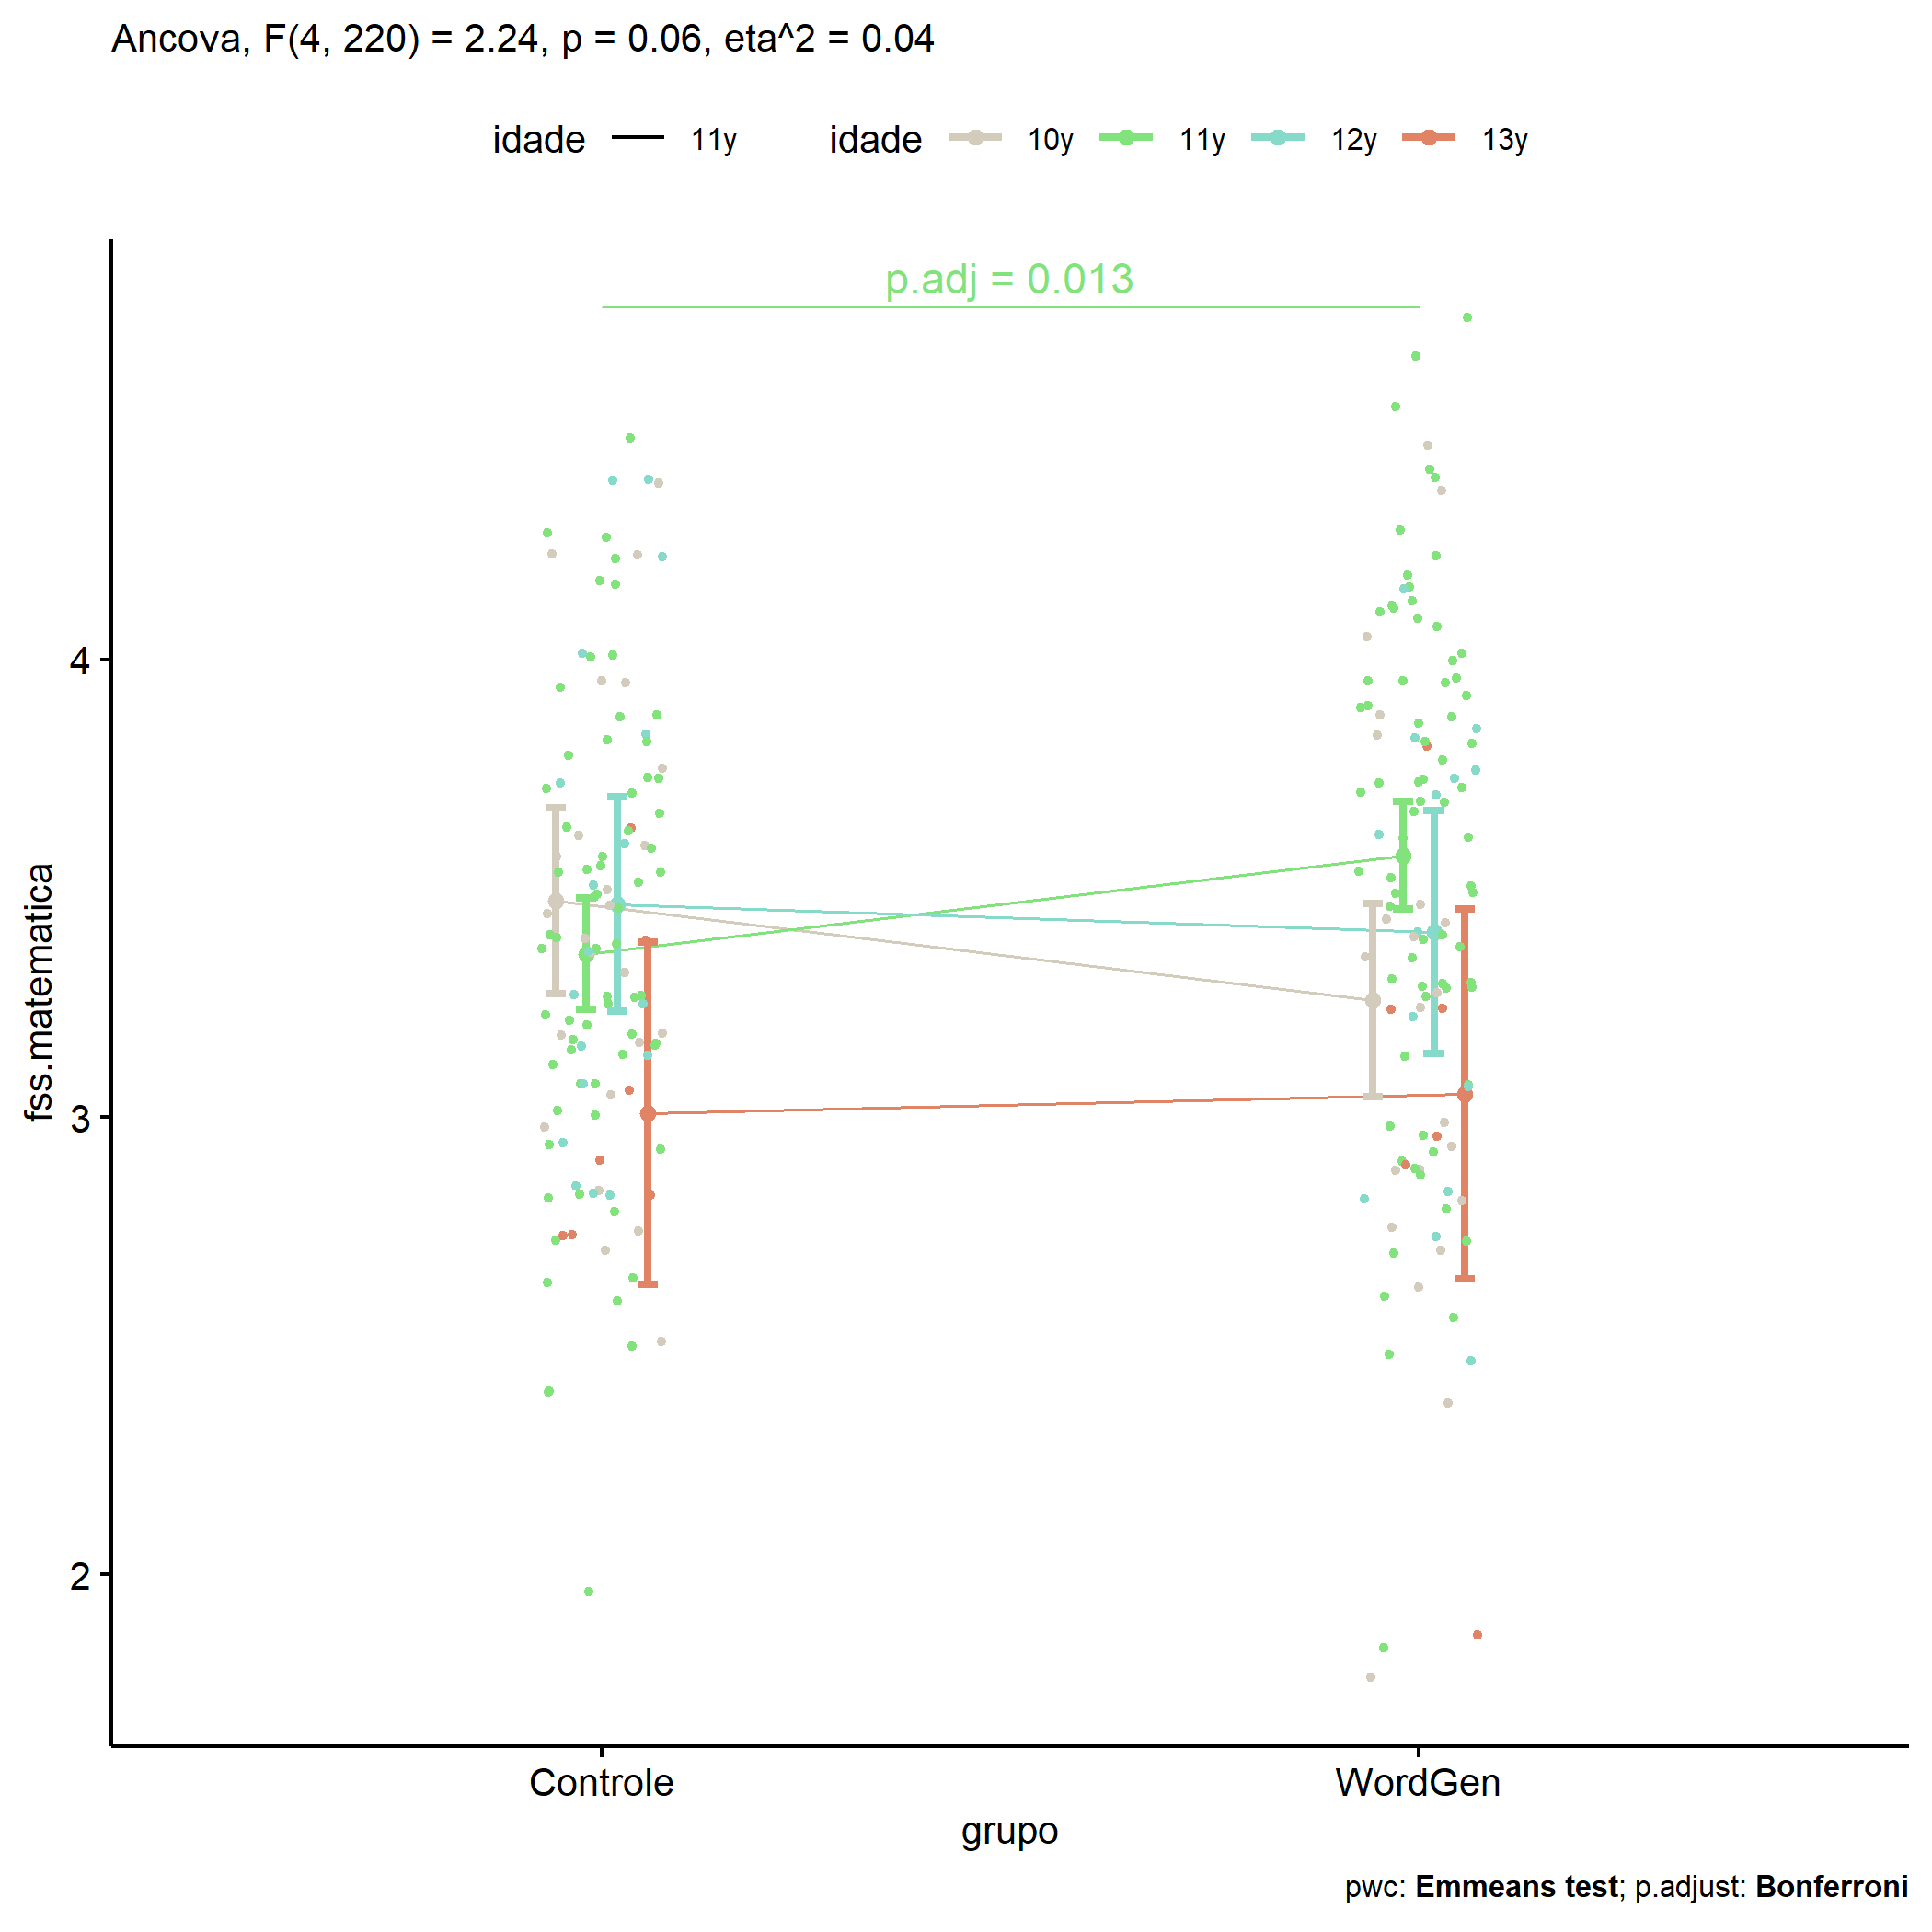 Ancova, F(4, 220) = 2.24, p = 0.06, eta^2 = 0.04
idade 11y idade 10y 11y 12y 13y
p.adj = 0.013
fss.matematica
4
3
2
Controle WordGen
grupo
pwc: Emmeans test; p.adjust: Bonferroni